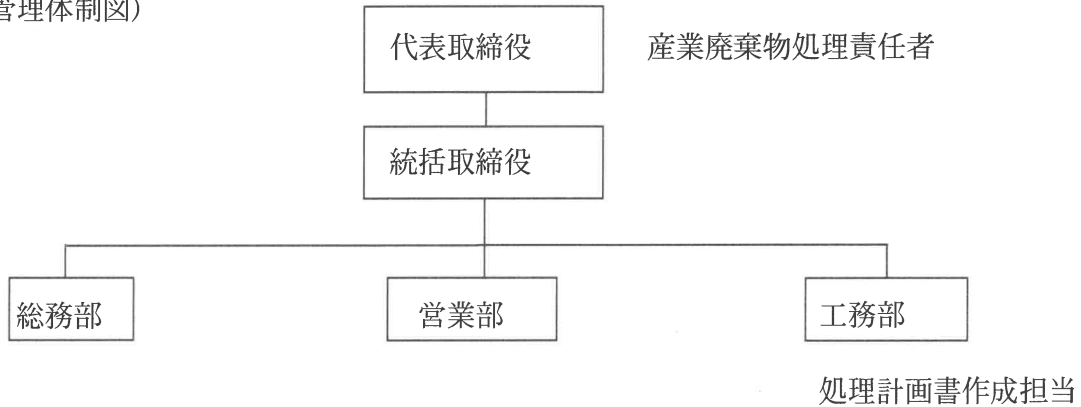 管理体制図）
代表取締役　産業廃棄物処理責任者
統括取締役
総務部　営業部　工務部
処理計画書作成担当